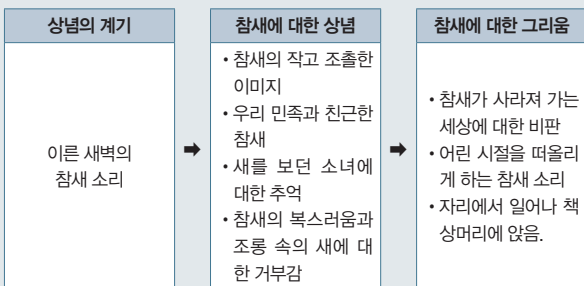 상념의 계기
이른 새벽의
참새 소리
➡
참새에 대한 상념
• 참새의 작고 조촐한
이미지
• 우리 민족과 친근한
참새
• 새를 보던 소녀에
대한 추억
• 참새의 복스러움과
조롱 속의 새에 대
한 거부감
➡
참새에 대한 그리움
• 참새가 사라져 가는
세상에 대한 비판
• 어린 시절을 떠올리
게 하는 참새 소리
• 자리에서 일어나 책
상머리에 앉음.